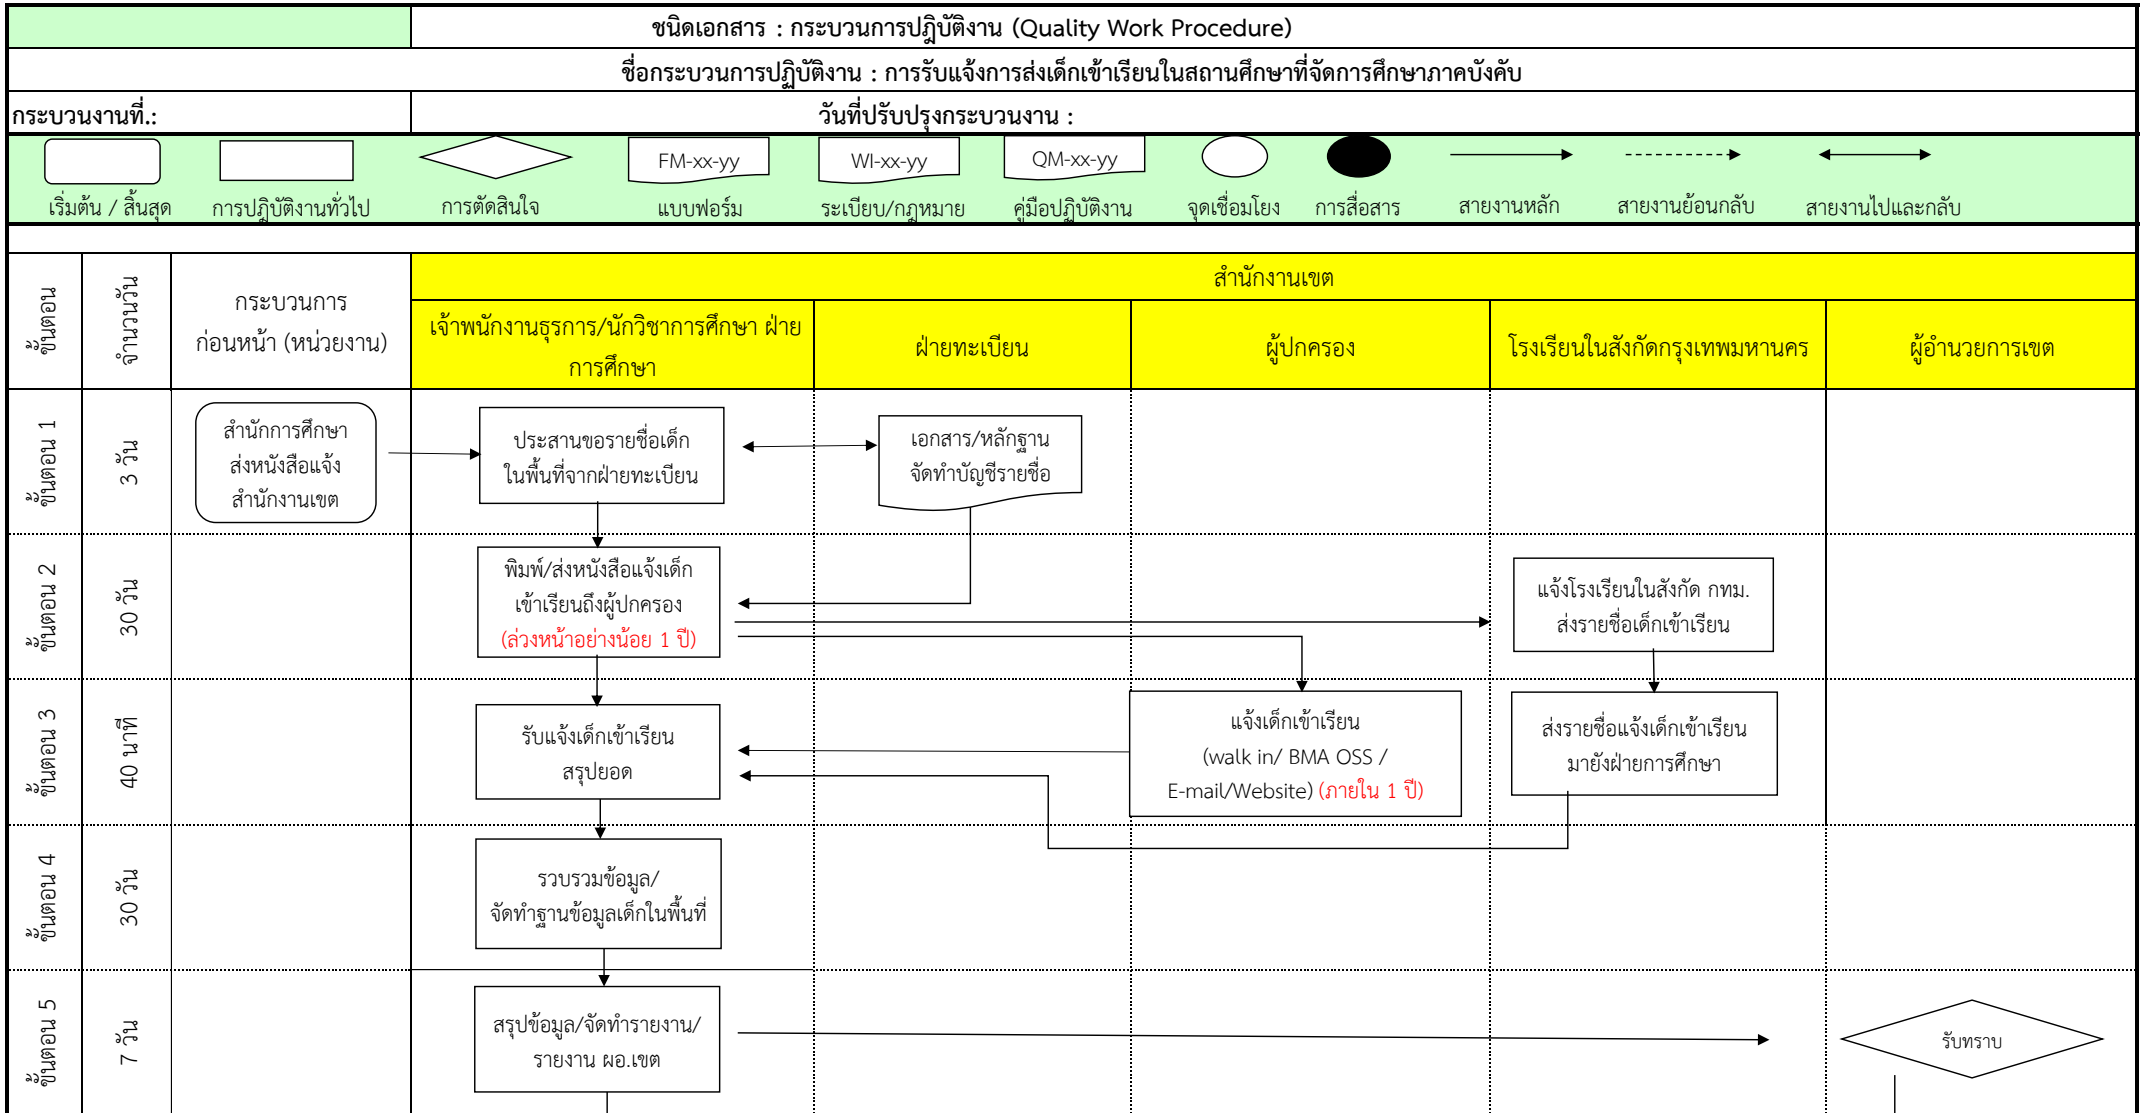 ชนิดเอกสาร : กระบวนการปฎิบัติงาน (Quality Work Procedure)
ชื่อกระบวนการปฏิบัติงาน : การรับแจ้งการส่งเด็กเข้าเรียนในสถานศึกษาที่จัดการศึกษาภาคบังคับ
กระบวนงานที่.:
วันที่ปรับปรุงกระบวนงาน :
FM-xx-yy
WI-xx-yy
QM-xx-yy
เริ่มต้น / สิ้นสุด
การปฎิบัติงานทั่วไป
การตัดสินใจ
แบบฟอร์ม
ระเบียบ/กฎหมาย
คู่มือปฏิบัติงาน
จุดเชื่อมโยง
การสื่อสาร
สายงานหลัก
สายงานย้อนกลับ
สายงานไปและกลับ
ขั้นตอน
จำนวนวัน
กระบวนการ
ก่อนหน้า (หน่วยงาน)
สำนักงานเขต
เจ้าพนักงานธุรการ/นักวิชาการศึกษา ฝ่าย
การศึกษา
ฝ่ายทะเบียน
ผู้ปกครอง
โรงเรียนในสังกัดกรุงเทพมหานคร
ผู้อำนวยการเขต
ขั้นตอน 1
3 วัน
สำนักการศึกษา
ส่งหนังสือแจ้ง
สำนักงานเขต
ประสานขอรายชื่อเด็ก
ในพื้นที่จากฝ่ายทะเบียน
เอกสาร/หลักฐาน
จัดทำบัญชีรายชื่อ
ขั้นตอน 2
30 วัน
พิมพ์/ส่งหนังสือแจ้งเด็ก
เข้าเรียนถึงผู้ปกครอง
(ล่วงหน้าอย่างน้อย 1 ปี)
แจ้งโรงเรียนในสังกัด กทม.
ส่งรายชื่อเด็กเข้าเรียน
ขั้นตอน 3
40 นาที
รับแจ้งเด็กเข้าเรียน
สรุปยอด
แจ้งเด็กเข้าเรียน
(walk in/ BMA OSS /
E-mail/Website) (ภายใน 1 ปี)
ส่งรายชื่อแจ้งเด็กเข้าเรียน
มายังฝ่ายการศึกษา
ขั้นตอน 4
30 วัน
รวบรวมข้อมูล/
จัดทำฐานข้อมูลเด็กในพื้นที่
ขั้นตอน 5
7 วัน
สรุปข้อมูล/จัดทำรายงาน/
รายงาน ผอ.เขต
รับทราบ